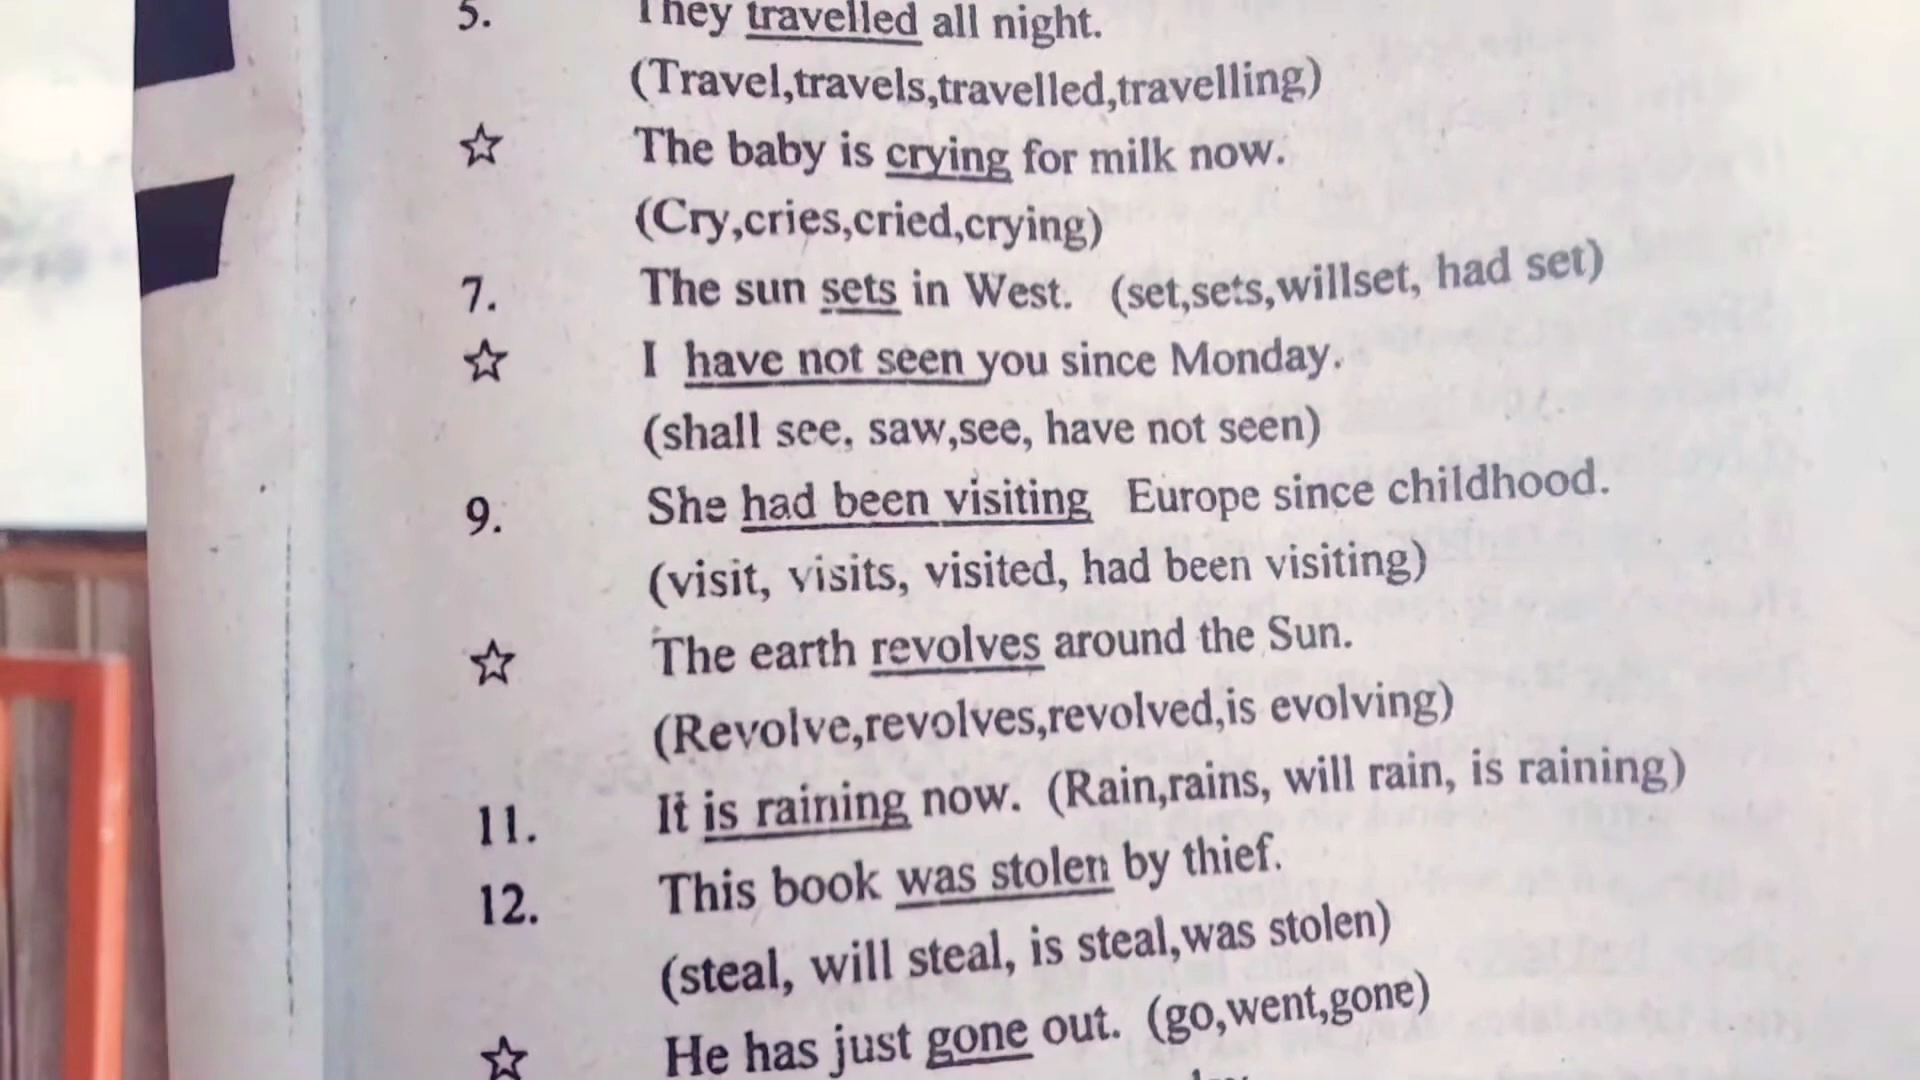 5. They travelled all night.
(Travel,travels,travelled,travelling)
☆ The baby is crying for milk now.
(Cry,cries,cried,crying)
7. The sun sets in West. (set,sets,willset, had set)
☆ I have not seen you since Monday.
(shall see, saw,see, have not seen)
9. She had been visiting Europe since childhood.
(visit, visits, visited, had been visiting)
☆ The earth revolves around the Sun.
(Revolve,revolves,revolved,is evolving)
11. It is raining now. (Rain,rains, will rain, is raining)
12. This book was stolen by thief.
(steal, will steal, is steal,was stolen)
☆ He has just gone out. (go,went,gone)